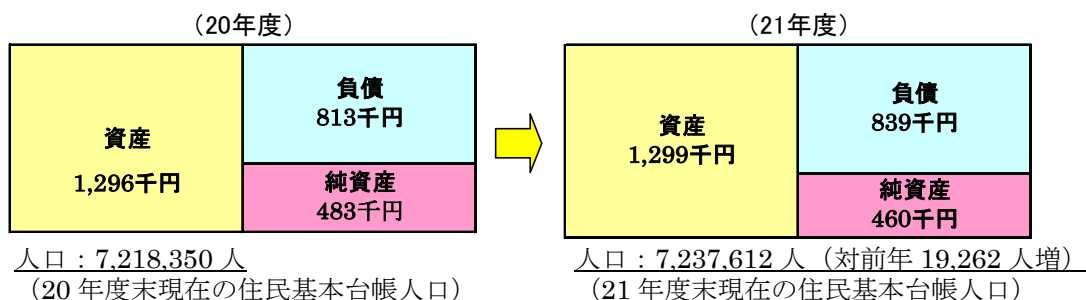 （20年度）
資産
1,296千円
負債
813千円
純資産
483千円
人口：7,218,350 人
（20 年度末現在の住民基本台帳人口）
（21年度）
資産
1,299千円
負債
839千円
純資産
460千円
人口：7,237,612 人（対前年 19,262 人増）
（21 年度末現在の住民基本台帳人口）